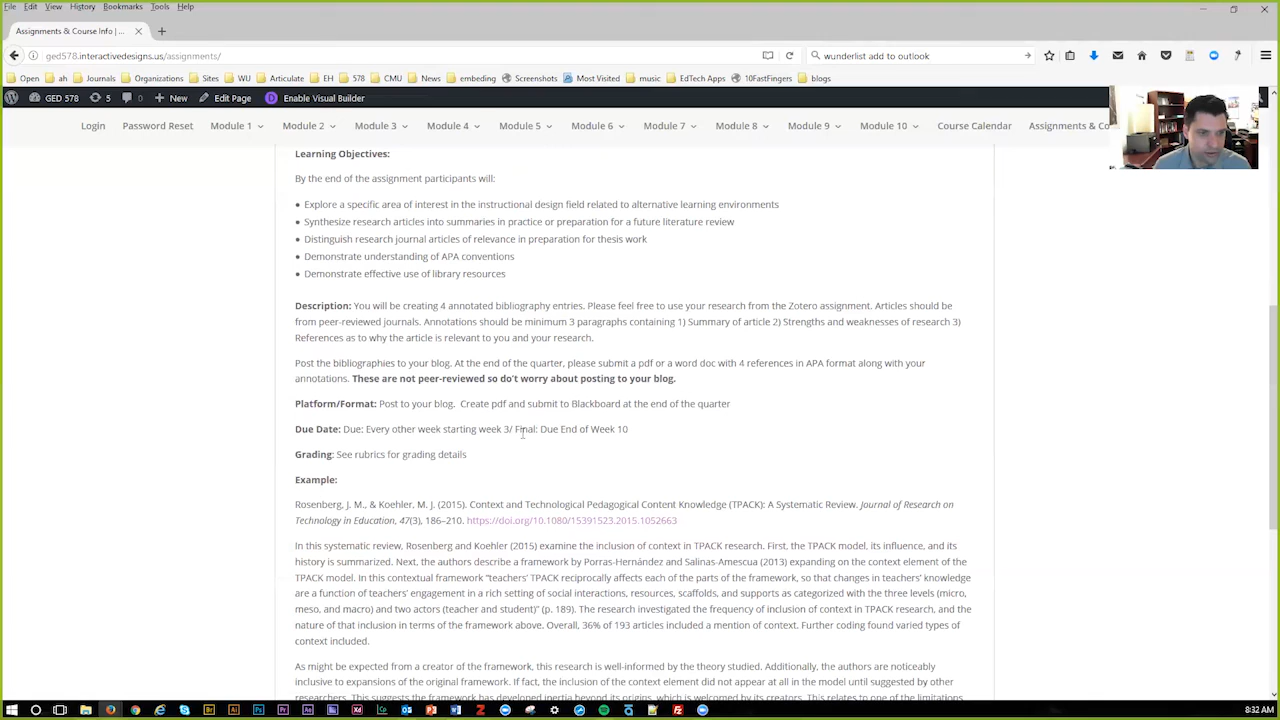 File Edit View History Bookmarks Tools Help
Assignments & Course Info | ...
ged578.interactivedesigns.us/assignments/
wunderlist add to outlook
Open ah Journals Organizations Sites WU Articulate EH 578 CMU News embeding Screenshots Most Visited music EdTech Apps 10FastFingers blogs
GED 578 5 0 New Edit Page Enable Visual Builder
Login Password Reset Module 1 Module 2 Module 3 Module 4 Module 5 Module 6 Module 7 Module 8 Module 9 Module 10 Course Calendar Assignments & Co
Learning Objectives:
By the end of the assignment participants will:
• Explore a specific area of interest in the instructional design field related to alternative learning environments
• Synthesize research articles into summaries in practice or preparation for a future literature review
• Distinguish research journal articles of relevance in preparation for thesis work
• Demonstrate understanding of APA conventions
• Demonstrate effective use of library resources
Description: You will be creating 4 annotated bibliography entries. Please feel free to use your research from the Zotero assignment. Articles should be
from peer-reviewed journals. Annotations should be minimum 3 paragraphs containing 1) Summary of article 2) Strengths and weaknesses of research 3)
References as to why the article is relevant to you and your research.
Post the bibliographies to your blog. At the end of the quarter, please submit a pdf or a word doc with 4 references in APA format along with your
annotations. These are not peer-reviewed so do't worry about posting to your blog.
Platform/Format: Post to your blog. Create pdf and submit to Blackboard at the end of the quarter
Due Date: Due: Every other week starting week 3/ Final: Due End of Week 10
Grading: See rubrics for grading details
Example:
Rosenberg, J. M., & Koehler, M. J. (2015). Context and Technological Pedagogical Content Knowledge (TPACK): A Systematic Review. Journal of Research on
Technology in Education, 47(3), 186–210. https://doi.org/10.1080/15391523.2015.1052663
In this systematic review, Rosenberg and Koehler (2015) examine the inclusion of context in TPACK research. First, the TPACK model, its influence, and its
history is summarized. Next, the authors describe a framework by Porras-Hernández and Salinas-Amescua (2013) expanding on the context element of the
TPACK model. In this contextual framework "teachers' TPACK reciprocally affects each of the parts of the framework, so that changes in teachers' knowledge
are a function of teachers' engagement in a rich setting of social interactions, resources, scaffolds, and supports as categorized with the three levels (micro,
meso, and macro) and two actors (teacher and student)" (p. 189). The research investigated the frequency of inclusion of context in TPACK research, and the
nature of that inclusion in terms of the framework above. Overall, 36% of 193 articles included a mention of context. Further coding found varied types of
context included.
As might be expected from a creator of the framework, this research is well-informed by the theory studied. Additionally, the authors are noticeably
inclusive to expansions of the original framework. If fact, the inclusion of the context element did not appear at all in the model until suggested by other
researchers. This suggests the framework has developed inertia beyond its origins, which is welcomed by its creators. This relates to one of the limitations
8:32 AM